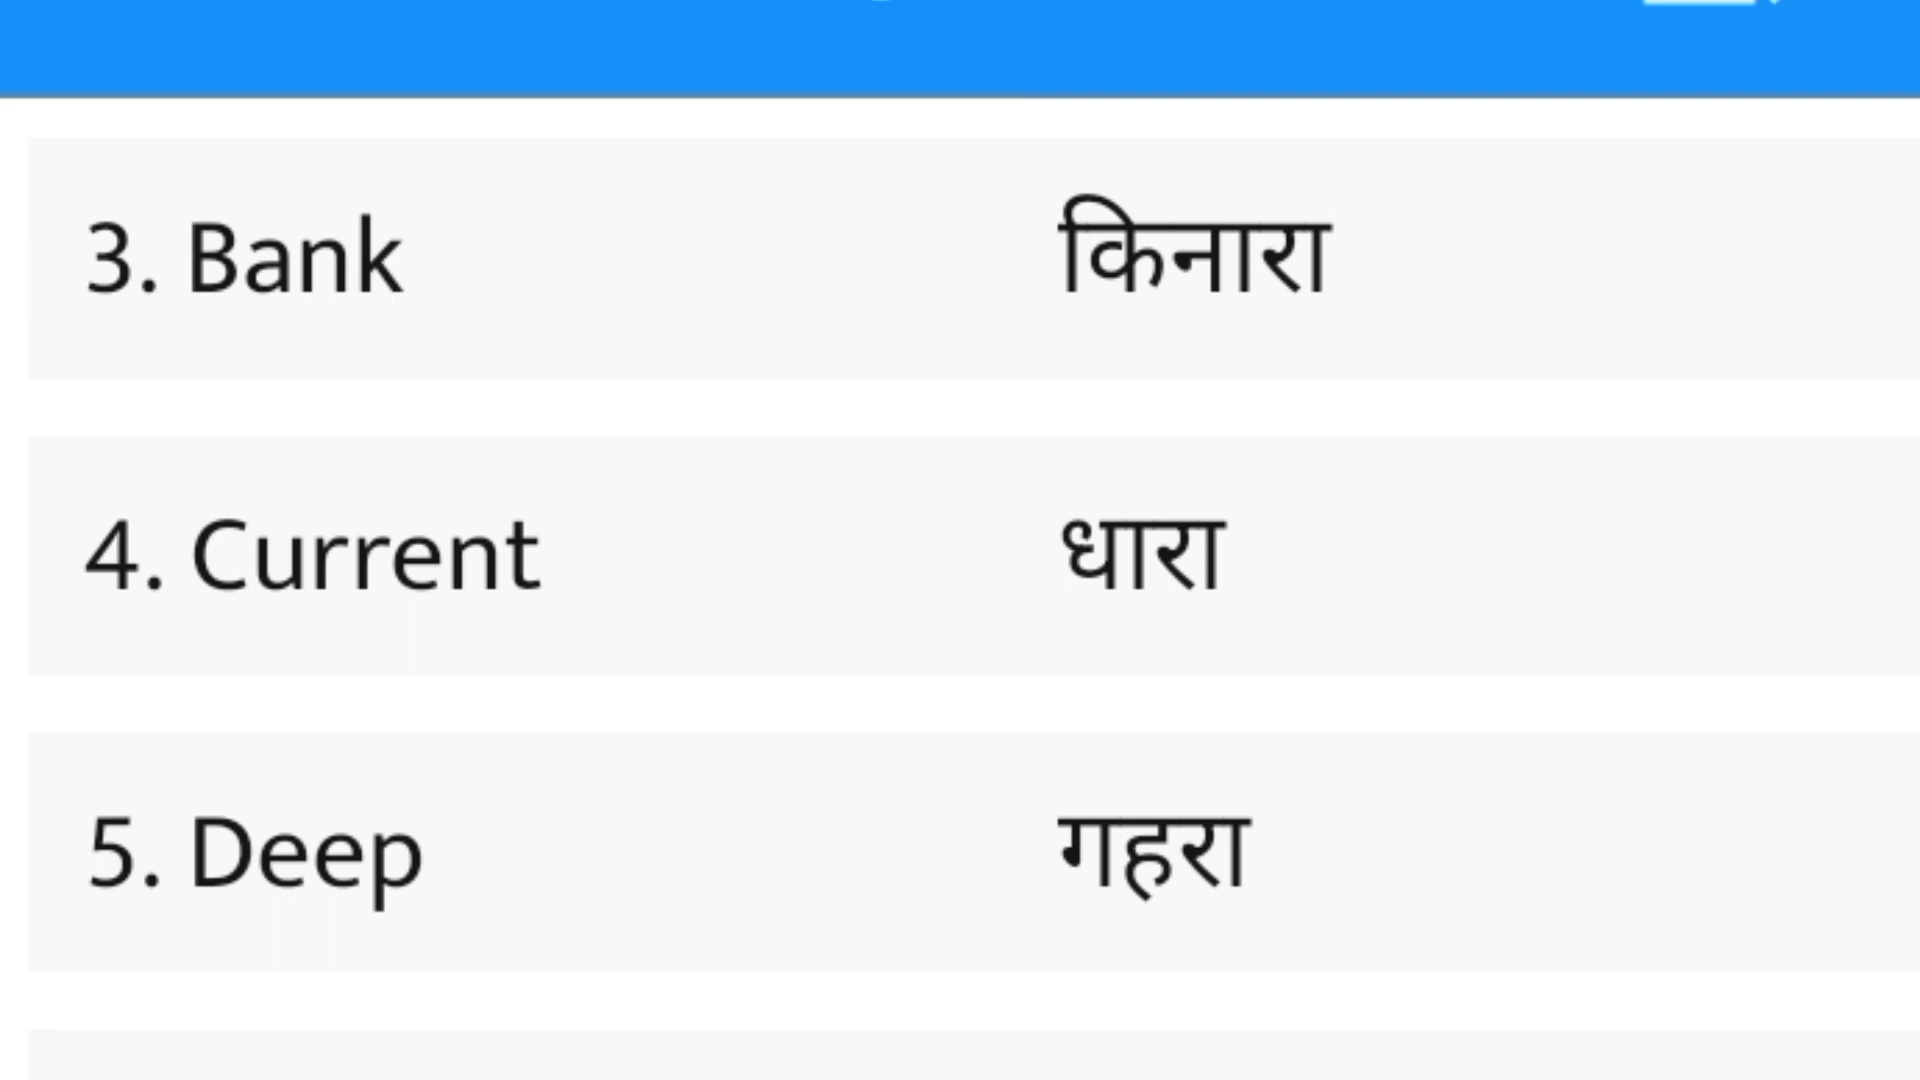 3. Bank किनारा
4. Current धारा
5. Deep गहरा